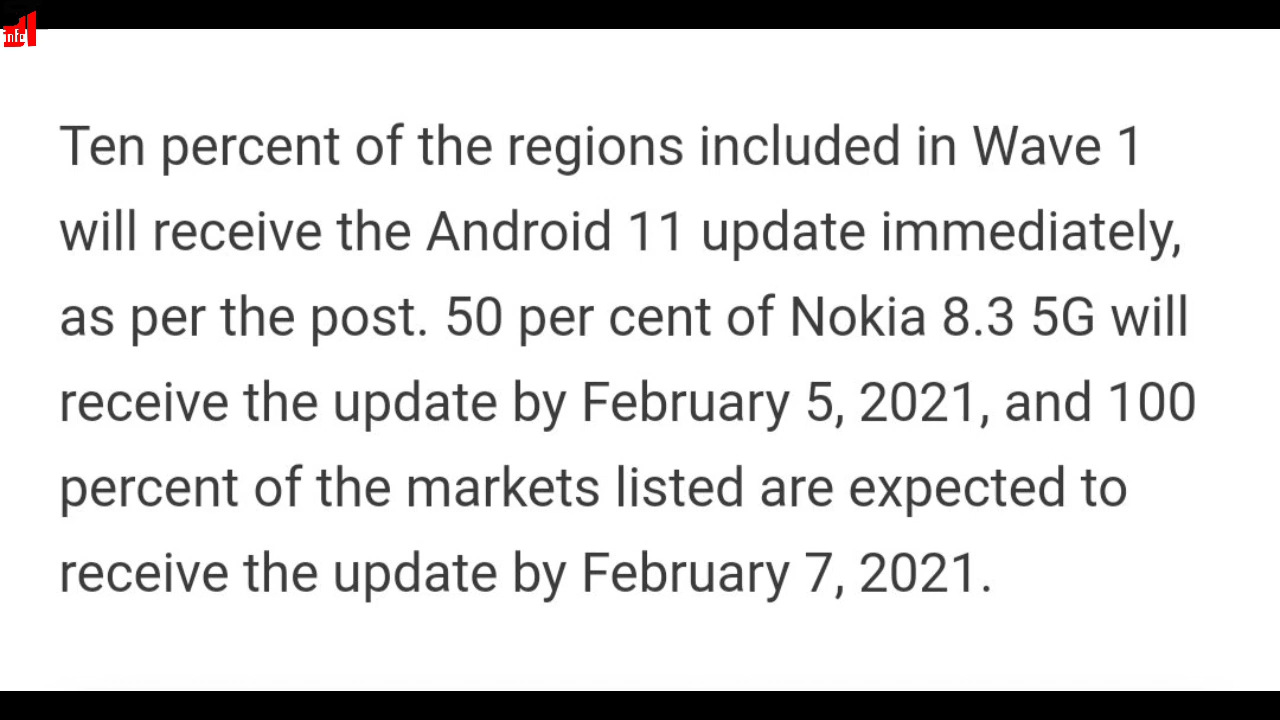 info
Ten percent of the regions included in Wave 1
will receive the Android 11 update immediately,
as per the post. 50 per cent of Nokia 8.3 5G will
receive the update by February 5, 2021, and 100
percent of the markets listed are expected to
receive the update by February 7, 2021.